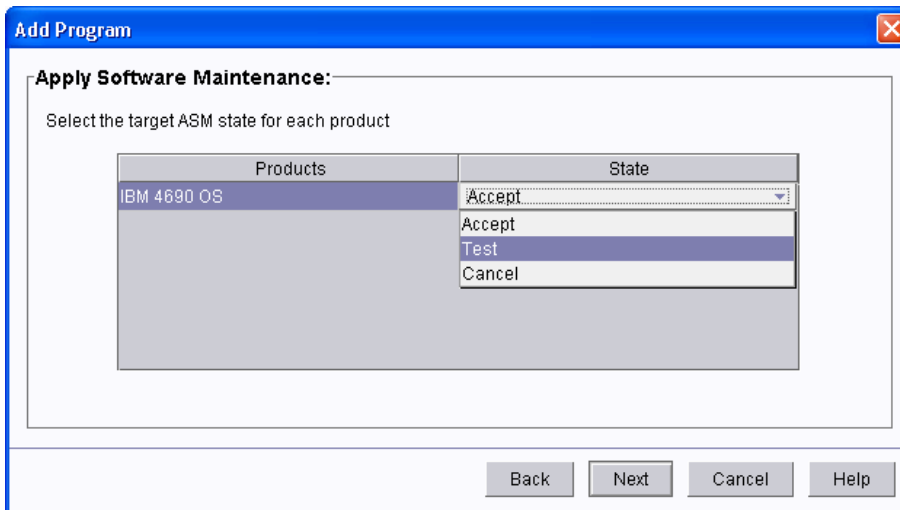 Add Program
Apply Software Maintenance:
Select the target ASM state for each product
Products State
IBM 4690 OS Accept
Accept
Test
Cancel
Back Next Cancel Help